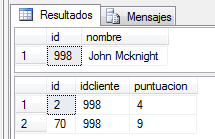 Resultados Mensajes
id nombre
1 998 John Mcknight
id idcliente puntuacion
1 2 998 4
2 70 998 9